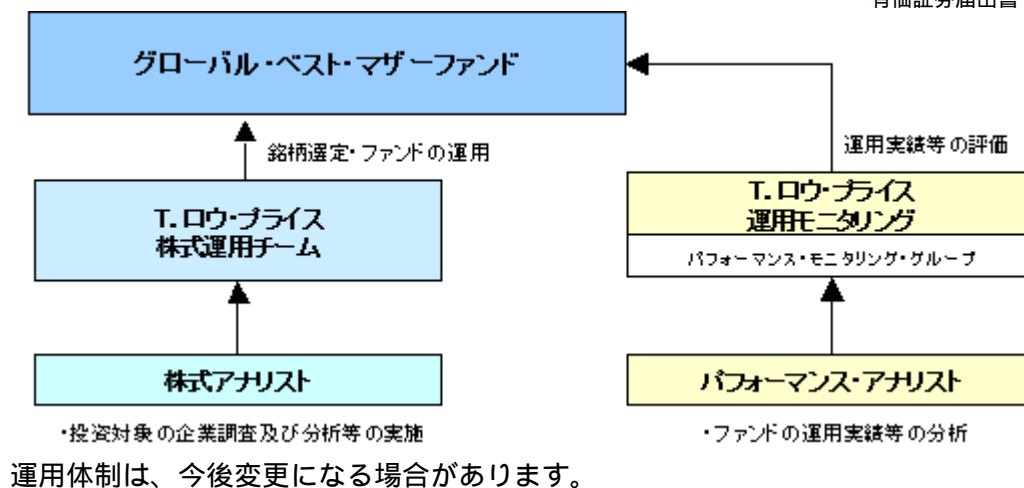 有価証券届出書
グローバル・ベスト・マザーファンド
銘柄選定・ファンドの運用
運用実績等の評価
T.ロウ・プライス
株式運用チーム
T.ロウ・プライス
運用モニタリング
パフォーマンス・モニタリング・グループ
株式アナリスト
パフォーマンス・アナリスト
・投資対象の企業調査及び分析等の実施
・ファンドの運用実績等の分析
運用体制は、今後変更になる場合があります。